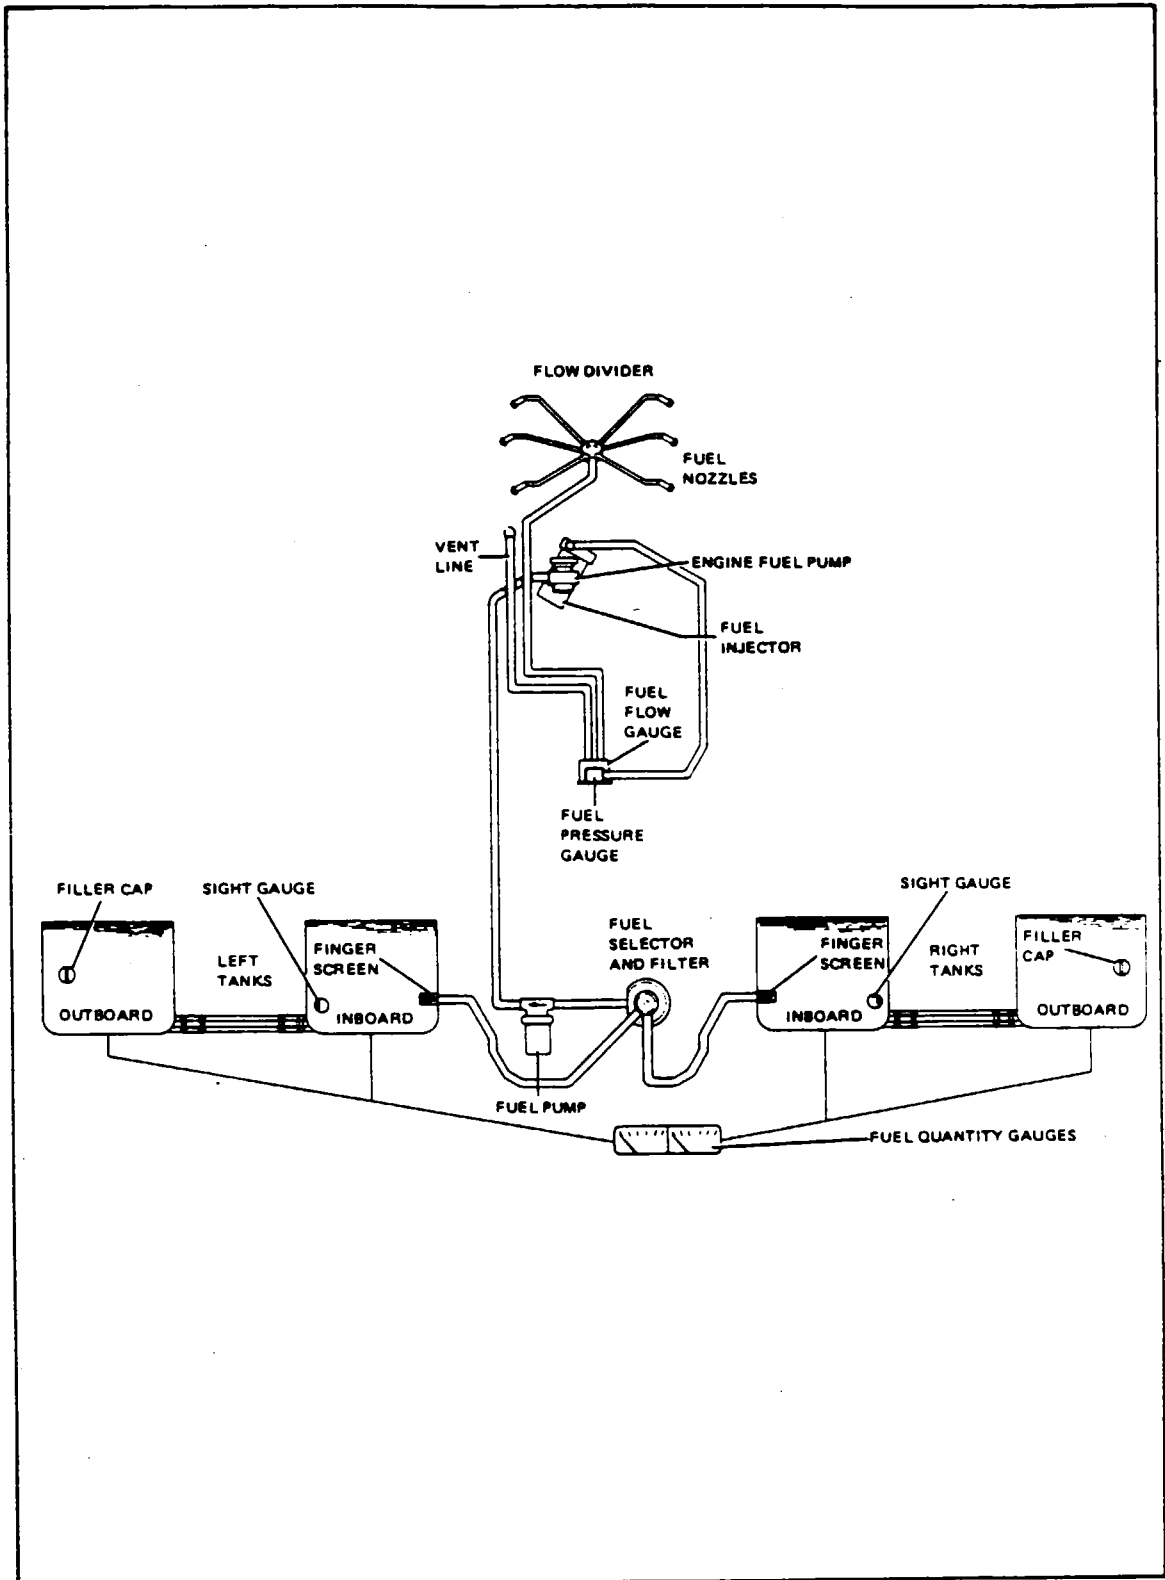 FLOW DIVIDER
FUEL
NOZZLES
VENT
LINE
ENGINE FUEL PUMP
FUEL
INJECTOR
FUEL
FLOW
GAUGE
FUEL
PRESSURE
GAUGE
FILLER CAP
SIGHT GAUGE
SIGHT GAUGE
LEFT
TANKS
FINGER
SCREEN
FUEL
SELECTOR
AND FILTER
FINGER
SCREEN
RIGHT
TANKS
FILLER
CAP
OUTBOARD
INBOARD
INBOARD
OUTBOARD
FUEL PUMP
FUEL QUANTITY GAUGES